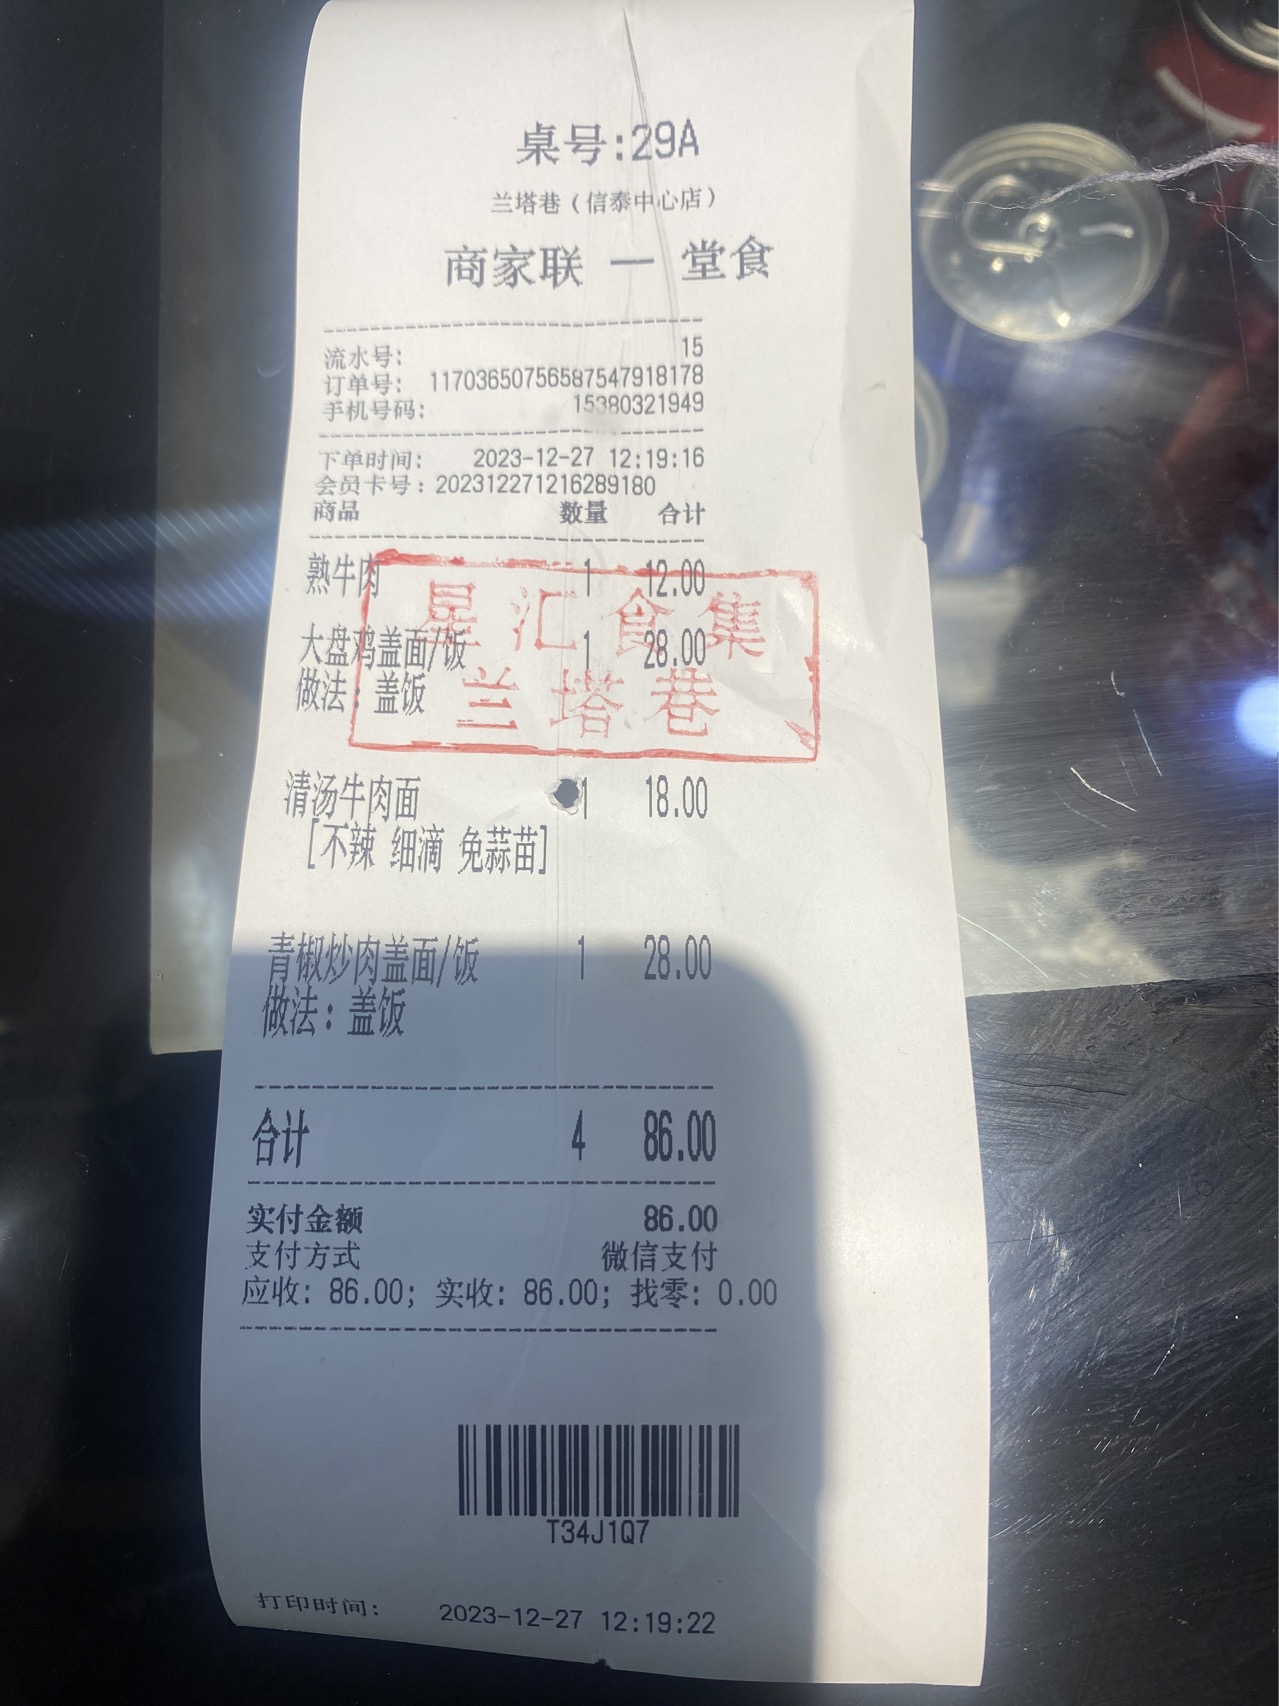 桌号:29A
兰塔巷（信泰中心店）
商家联 一 堂食
流水号: 15
订单号: 11703650756587547918178
手机号码: 15380321949
下单时间: 2023-12-27 12:19:16
会员卡号:2023122712162891​80
商品 数量 合计
熟牛肉 1 12.00
星汇食集
大盘鸡盖面/饭 1 28.00
做法:盖饭
兰塔巷
清汤牛肉面 1 18.00
[不辣 细滴 免蒜苗]
青椒炒肉盖面/饭 1 28.00
做法:盖饭
合计 4 86.00
实付金额 86.00
支付方式 微信支付
应收: 86.00; 实收: 86.00; 找零: 0.00
T34J1Q7
打印时间: 2023-12-27 12:19:22